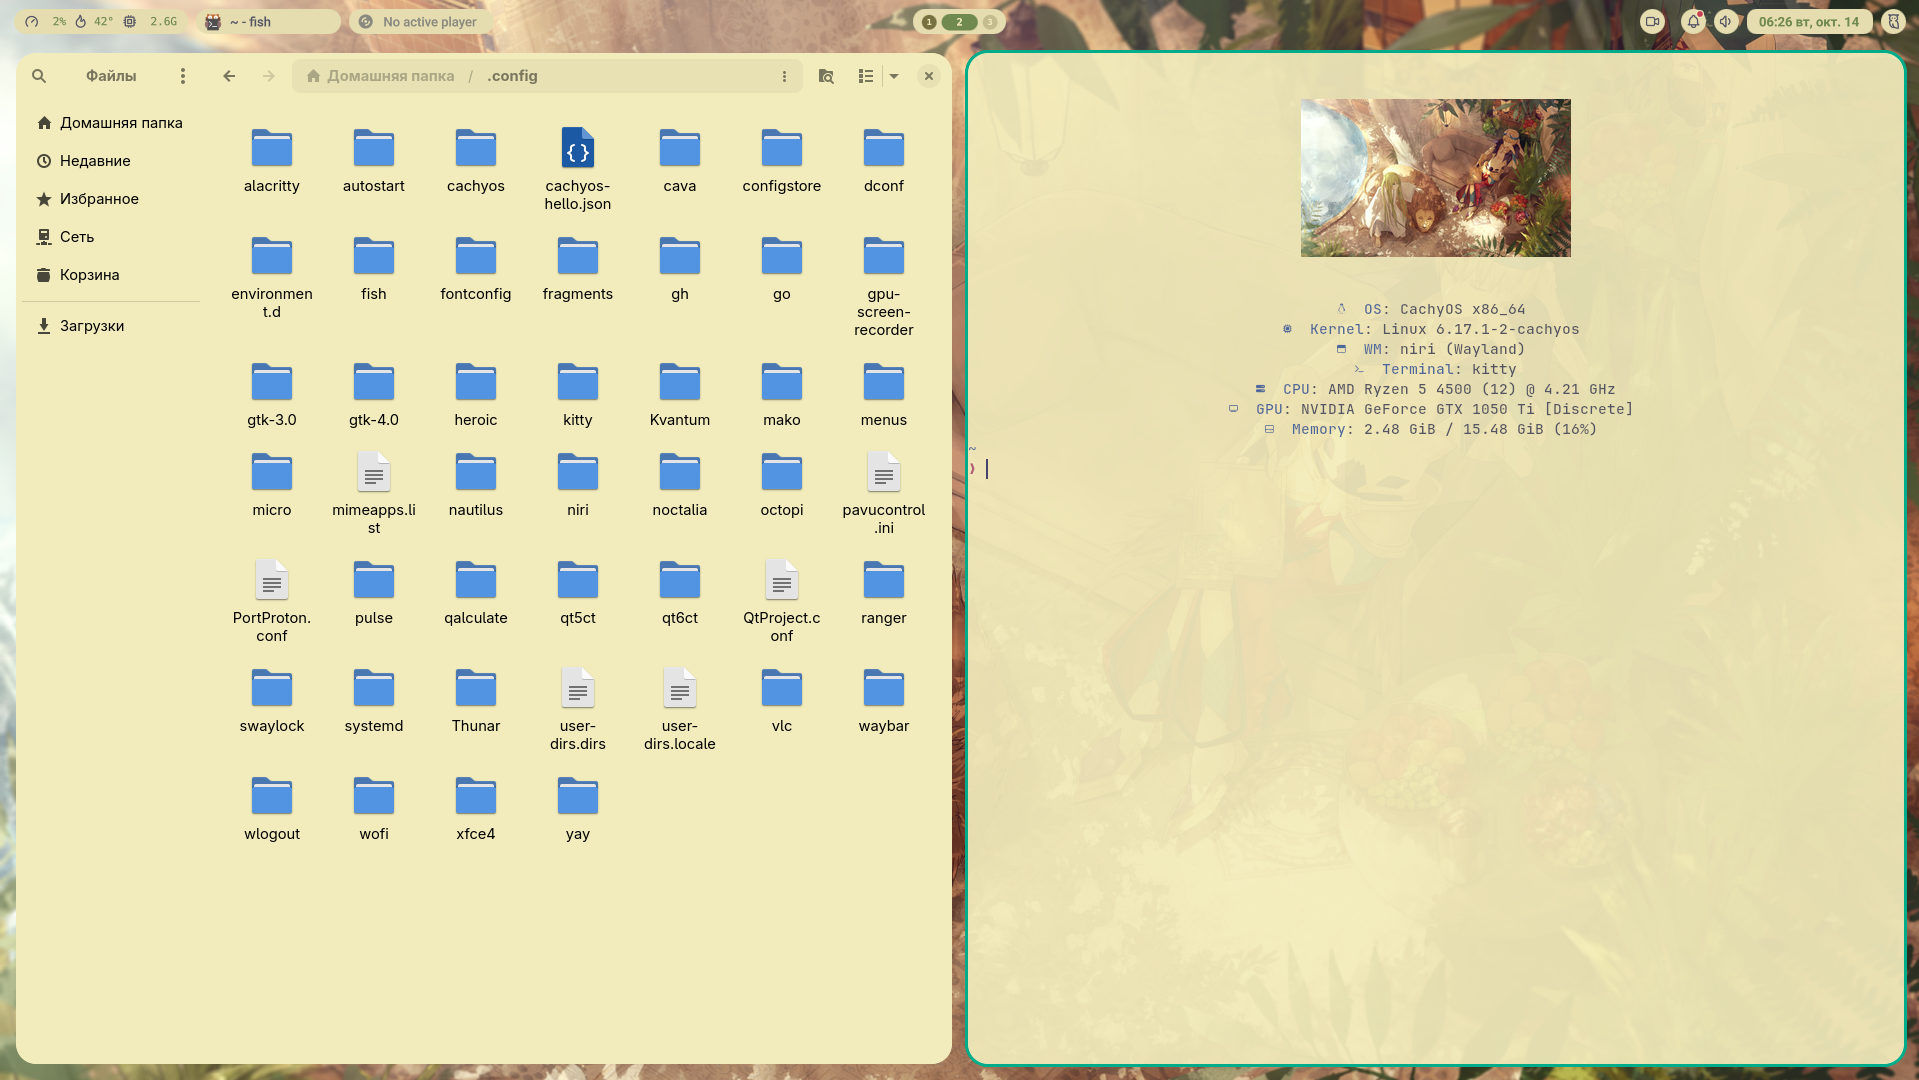 2% 42° 2.6G ~ - fish No active player 1 2 3 06:26 вт, окт. 14
Файлы Домашняя папка / .config
Домашняя папка
Недавние
Избранное
Сеть
Корзина
Загрузки
alacritty autostart cachyos cachyos- cava configstore dconf
hello.json
environmen fish fontconfig fragments gh go gpu-
t.d screen-
recorder
gtk-3.0 gtk-4.0 heroic kitty Kvantum mako menus
micro mimeapps.li nautilus niri noctalia octopi pavucontrol
st .ini
PortProton. pulse qalculate qt5ct qt6ct QtProject.c ranger
conf onf
swaylock systemd Thunar user- user- vlc waybar
dirs.dirs dirs.locale
wlogout wofi xfce4 yay
OS: CachyOS x86_64
Kernel: Linux 6.17.1-2-cachyos
WM: niri (Wayland)
Terminal: kitty
CPU: AMD Ryzen 5 4500 (12) @ 4.21 GHz
GPU: NVIDIA GeForce GTX 1050 Ti [Discrete]
Memory: 2.48 GiB / 15.48 GiB (16%)
~
❯